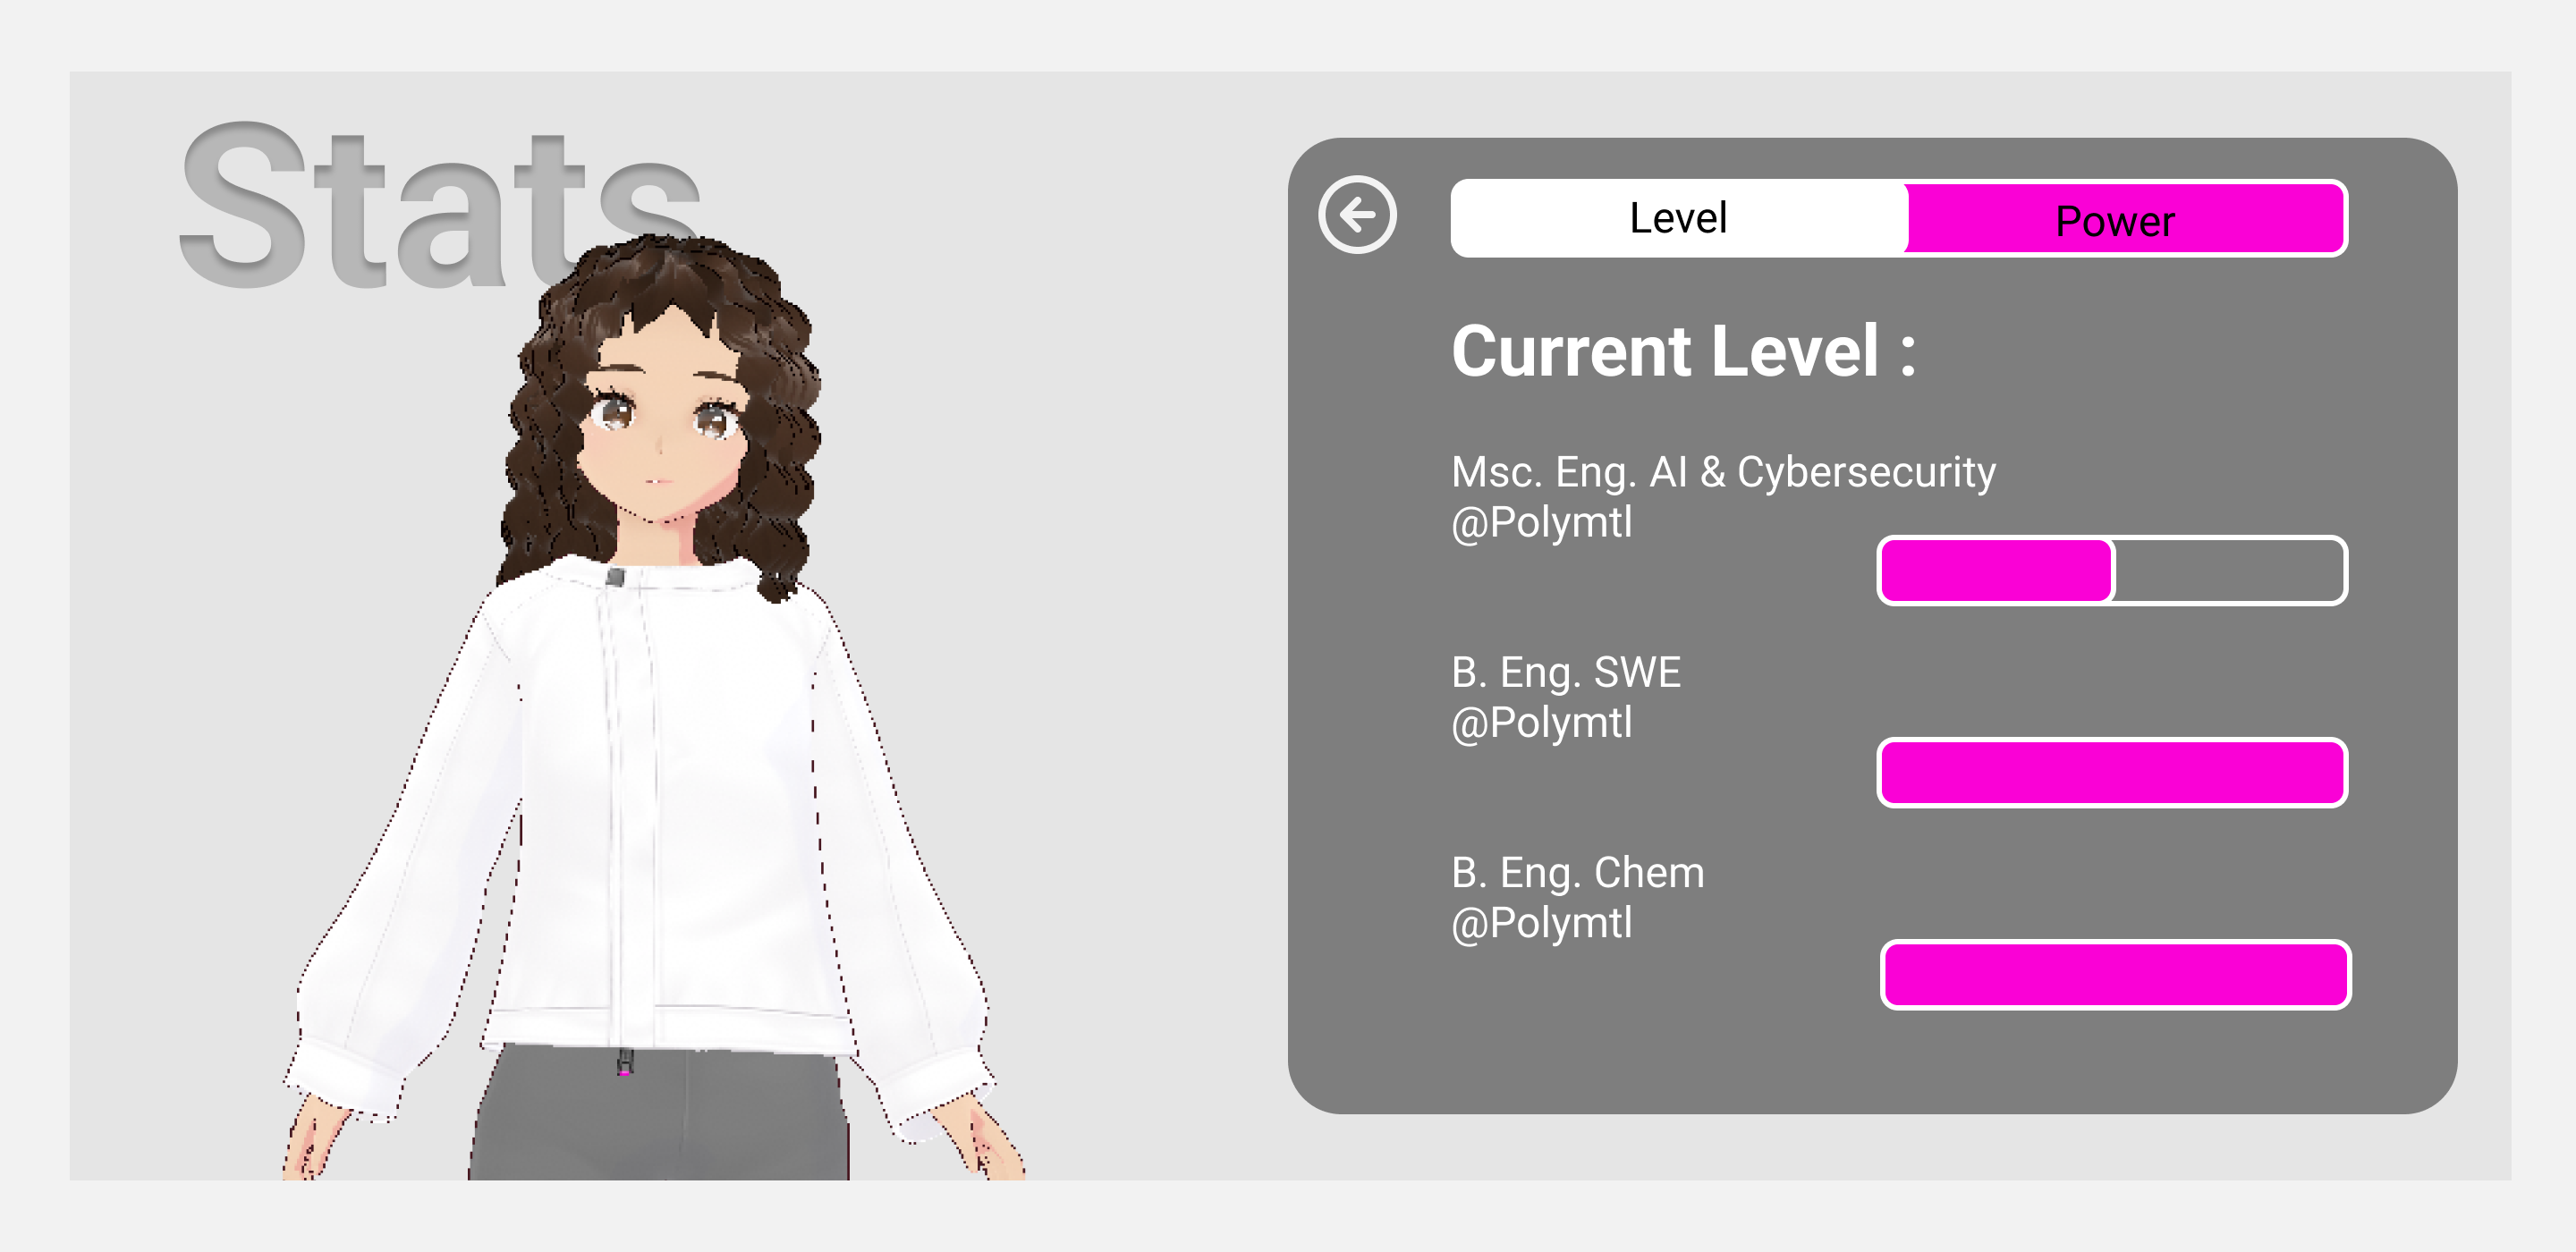 Stats
Level
Power
Current Level :
Msc. Eng. AI & Cybersecurity
@Polymtl
B. Eng. SWE
@Polymtl
B. Eng. Chem
@Polymtl